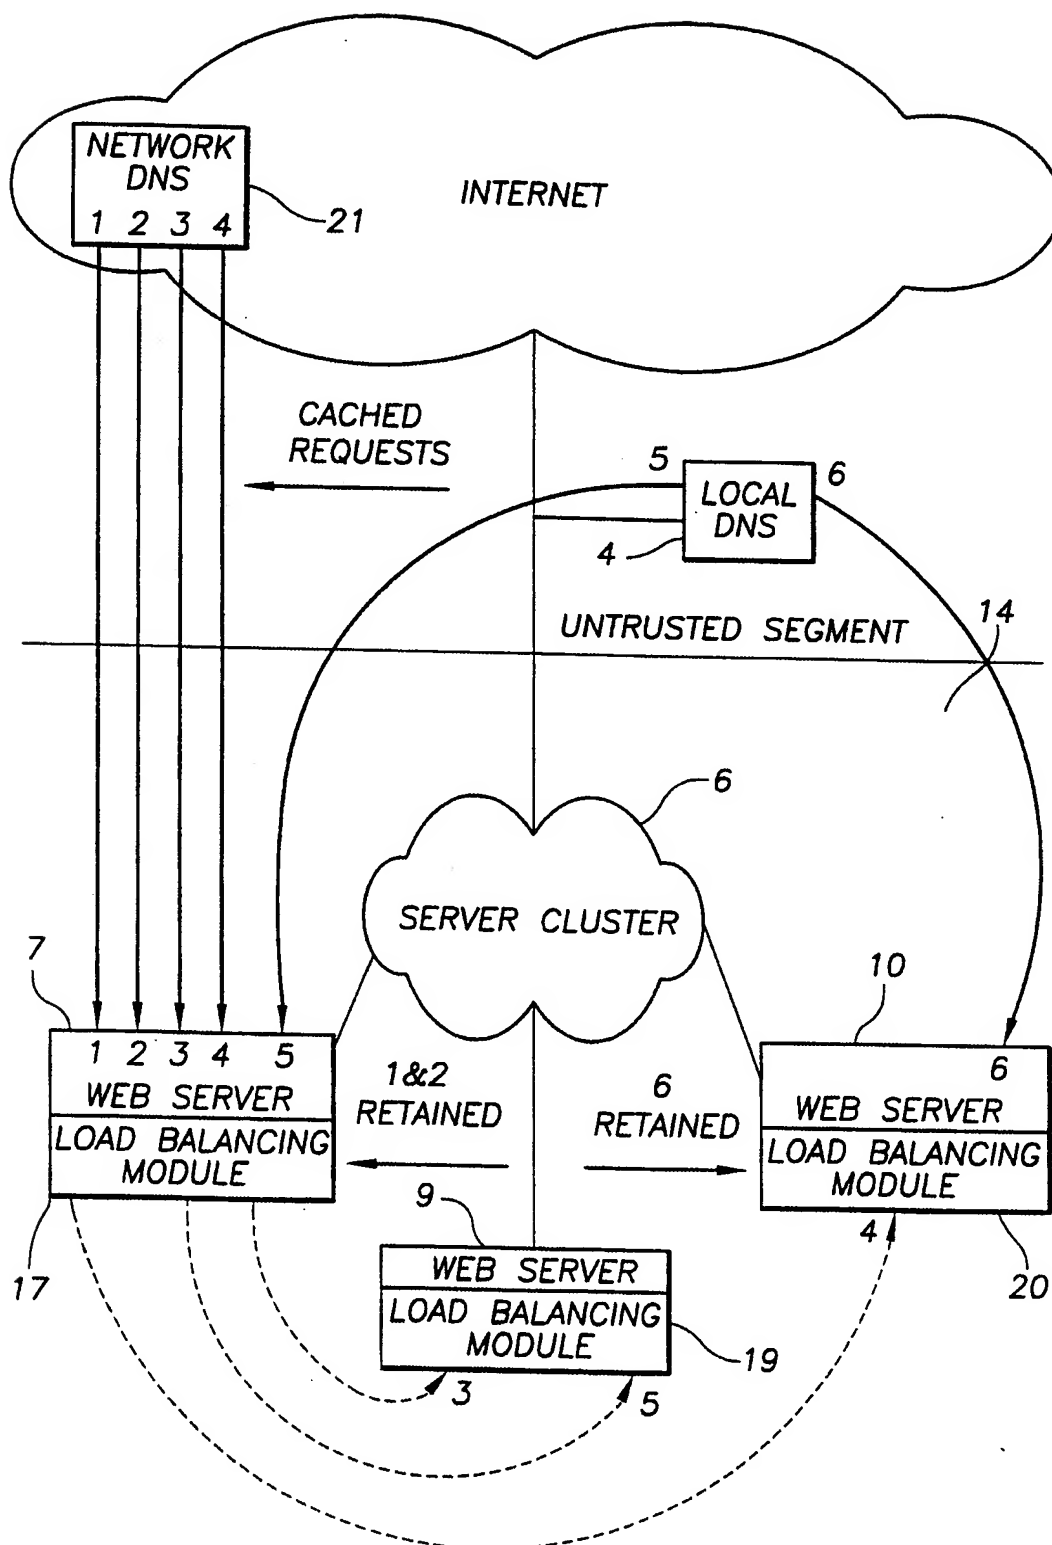 NETWORK
DNS
1 2 3 4
21
INTERNET
CACHED
REQUESTS
5
LOCAL
DNS
6
4
UNTRUSTED SEGMENT
14
6
SERVER CLUSTER
7
10
1 2 3 4 5
WEB SERVER
LOAD BALANCING
MODULE
1&2
RETAINED
6
RETAINED
6
WEB SERVER
LOAD BALANCING
MODULE
17
9
4
20
WEB SERVER
LOAD BALANCING
MODULE
19
3
5